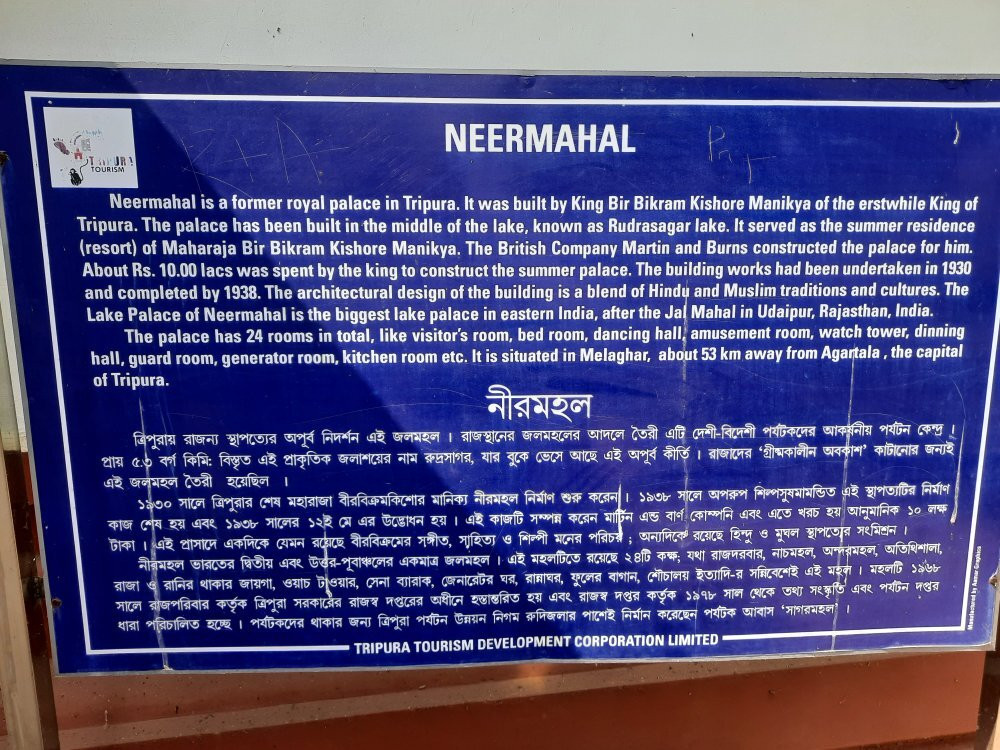 TRIPURA
TOURISM
NEERMAHAL
Neermahal is a former royal palace in Tripura. It was built by King Bir Bikram Kishore Manikya of the erstwhile King of
Tripura. The palace has been built in the middle of the lake, known as Rudrasagar lake. It served as the summer residence
(resort) of Maharaja Bir Bikram Kishore Manikya. The British Company Martin and Burns constructed the palace for him.
About Rs. 10.00 lacs was spent by the king to construct the summer palace. The building works had been undertaken in 1930
and completed by 1938. The architectural design of the building is a blend of Hindu and Muslim traditions and cultures. The
Lake Palace of Neermahal is the biggest lake palace in eastern India, after the Jal Mahal in Udaipur, Rajasthan, India.
The palace has 24 rooms in total, like visitor's room, bed room, dancing hall, amusement room, watch tower, dinning
hall, guard room, generator room, kitchen room etc. It is situated in Melaghar, about 53 km away from Agartala , the capital
of Tripura.
নীরমহল
ত্রিপুরায় রাজন্য স্থাপত্যের অপূর্ব নিদর্শন এই জলমহল । রাজস্থানের জলমহলের আদলে তৈরী এটি দেশী-বিদেশী পর্যটকদের আকর্ষনীয় পর্যটন কেন্দ্র ।
প্রায় ৫.৩ বর্গ কিমি: বিস্তৃত এই প্রাকৃতিক জলাশয়ের নাম রুদ্রসাগর, যার বুকে ভেসে আছে এই অপূর্ব কীর্তি । রাজাদের 'গ্রীষ্মকালীন অবকাশ' কাটানোর জন্যই
এই জলমহল তৈরী হয়েছিল ।
১৯৩০ সালে ত্রিপুরার শেষ মহারাজা বীরবিক্রমকিশোর মানিক্য নীরমহল নির্মাণ শুরু করেন । ১৯৩৮ সালে অপরুপ শিল্পসুষমামন্ডিত এই স্থাপত্যটির নির্মাণ
কাজ শেষ হয় এবং ১৯৩৮ সালের ১২ই মে এর উদ্বোধন হয় । এই কাজটি সম্পন্ন করেন মার্টিন এন্ড বার্ণ কোম্পনি এবং এতে খরচ হয় আনুমানিক ১০ লক্ষ
টাকা । এই প্রাসাদে একদিকে যেমন রয়েছে বীরবিক্রমের সঙ্গীত, সাহিত্য ও শিল্পী মনের পরিচয় ; অন্যদিকে রয়েছে হিন্দু ও মুঘল স্থাপত্যের সংমিশ্রন ।
নীরমহল ভারতের দ্বিতীয় এবং উত্তর-পূবাঞ্চলের একমাত্র জলমহল । এই মহলটিতে রয়েছে ২৪টি কক্ষ, যথা রাজদরবার, নাচমহল, অন্দরমহল, অতিথিশালা,
রাজা ও রানির থাকার জায়গা, ওয়াচ টাওয়ার, সেনা ব্যারাক, জেনারেটর ঘর, রান্নাঘর, ফুলের বাগান, শৌচালয় ইত্যাদি-র সন্নিবেশেই এই মহল । মহলটি ১৯৬৮
সালে রাজপরিবার কর্তৃক ত্রিপুরা সরকারের রাজস্ব দপ্তরের অধীনে হস্তান্তরিত হয় এবং রাজস্ব দপ্তর কর্তৃক ১৯৭৮ সাল থেকে তথ্য সংস্কৃতি এবং পর্যটন দপ্তর
ধারা পরিচালিত হচ্ছে । পর্যটকদের থাকার জন্য ত্রিপুরা পর্যটন উন্নয়ন নিগম রুদিজলার পাশেই নির্মাণ করেছেন পর্যটক আবাস 'সাগরমহল' ।
TRIPURA TOURISM DEVELOPMENT CORPORATION LIMITED